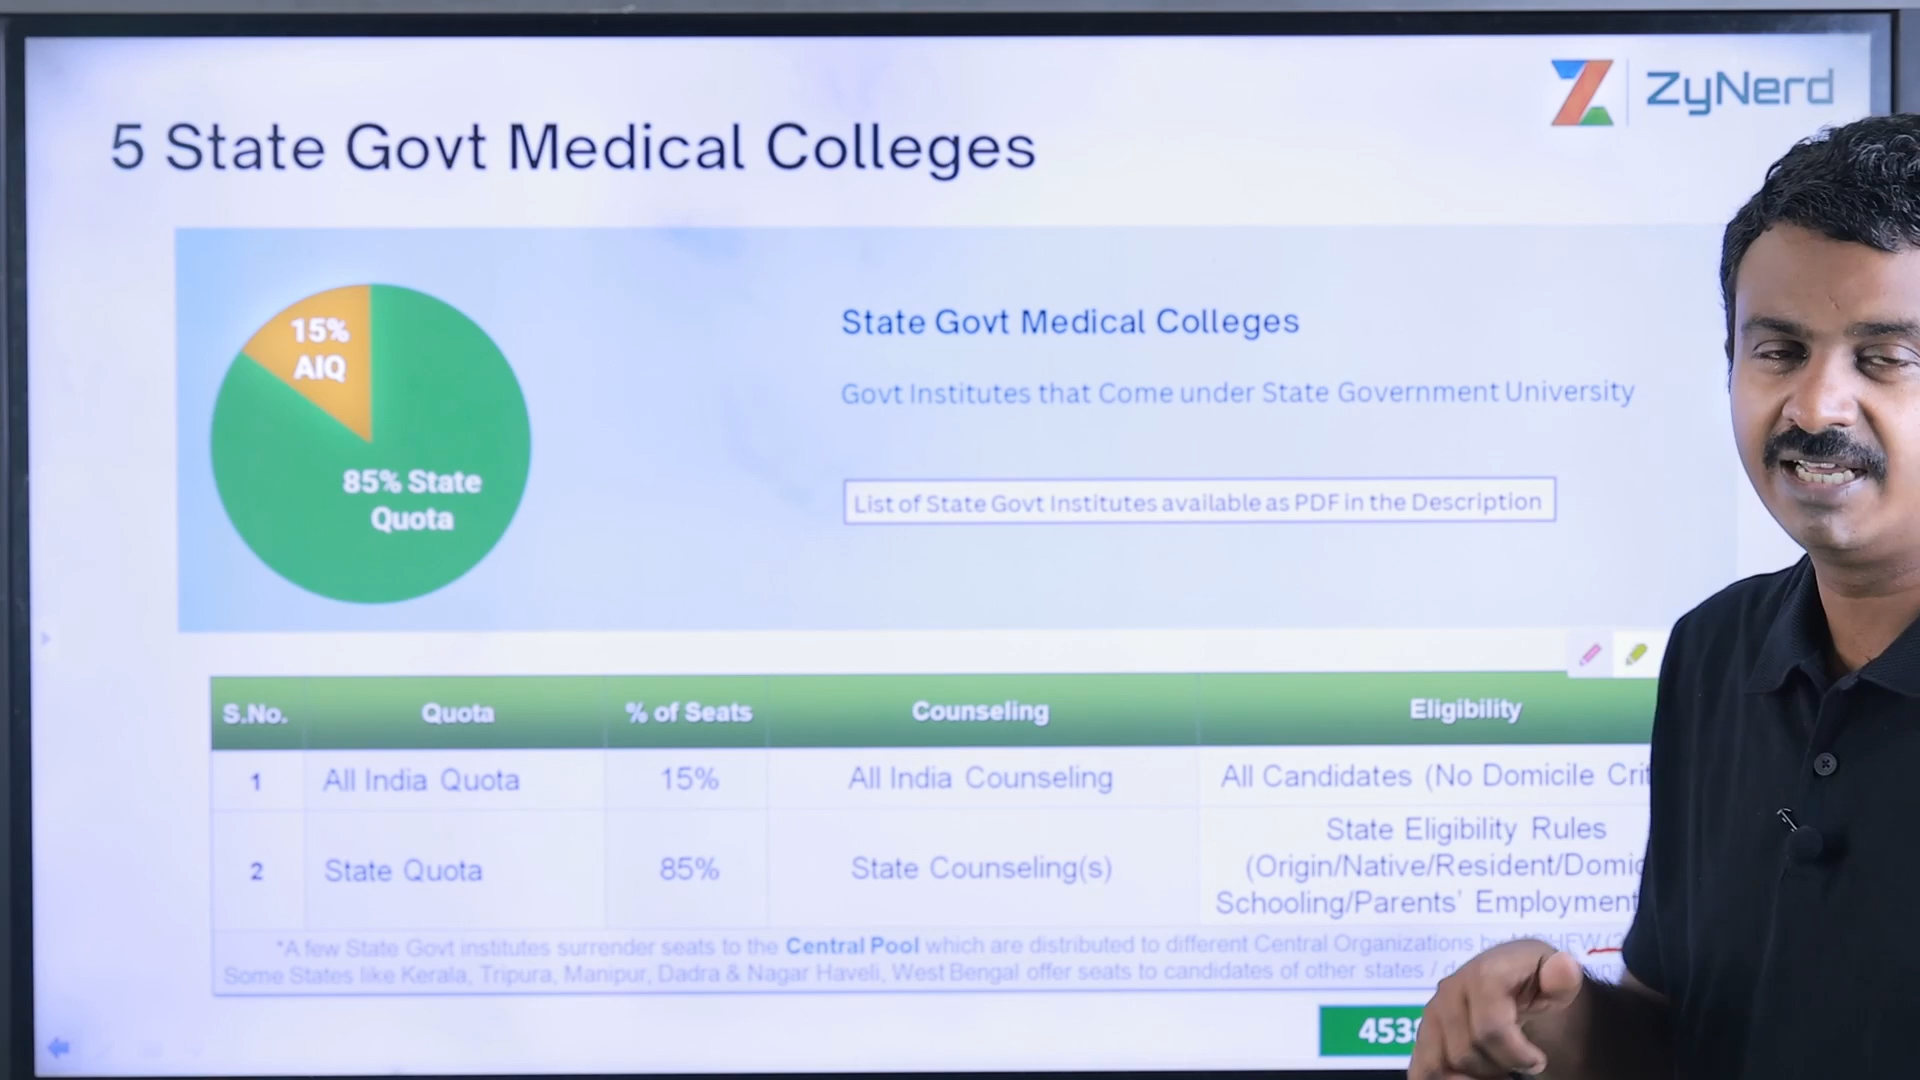 ZyNerd
5 State Govt Medical Colleges
15%
AIQ
85% State
Quota
State Govt Medical Colleges
Govt Institutes that Come under State Government University
List of State Govt Institutes available as PDF in the Description
S.No. Quota % of Seats Counseling Eligibility
1 All India Quota 15% All India Counseling All Candidates (No Domicile Crit
2 State Quota 85% State Counseling(s) State Eligibility Rules
(Origin/Native/Resident/Domic
Schooling/Parents' Employment
*A few State Govt institutes surrender seats to the Central Pool which are distributed to different Central Organizations by
Some States like Kerala, Tripura, Manipur, Dadra & Nagar Haveli, West Bengal offer seats to candidates of other states /
453